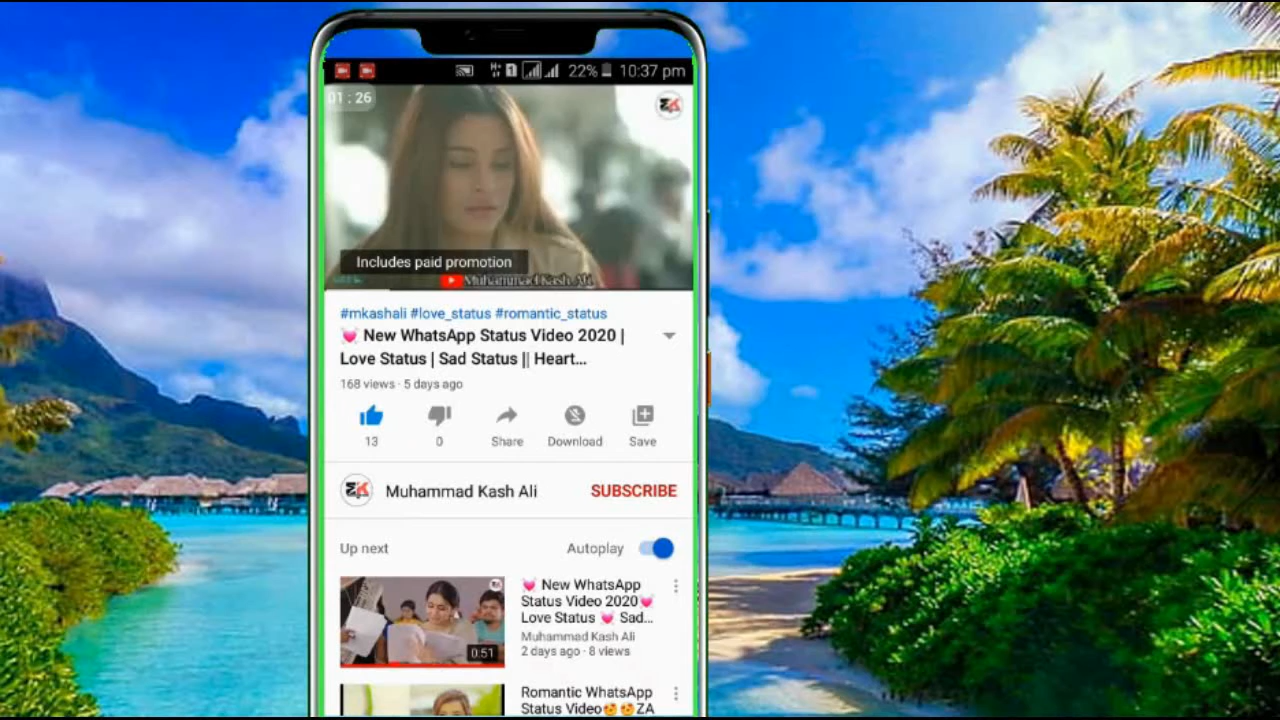 22% 10:37 pm
01 : 26
Includes paid promotion
Muhammad Kash Ali
#mkashali #love_status #romantic_status
💓 New WhatsApp Status Video 2020 |
Love Status | Sad Status || Heart...
168 views · 5 days ago
13
0
Share
Download
Save
Muhammad Kash Ali
SUBSCRIBE
Up next
Autoplay
💓 New WhatsApp
Status Video 2020💓
Love Status 💓 Sad...
Muhammad Kash Ali
2 days ago · 8 views
0:51
Romantic WhatsApp
Status Video🥰🥰ZA